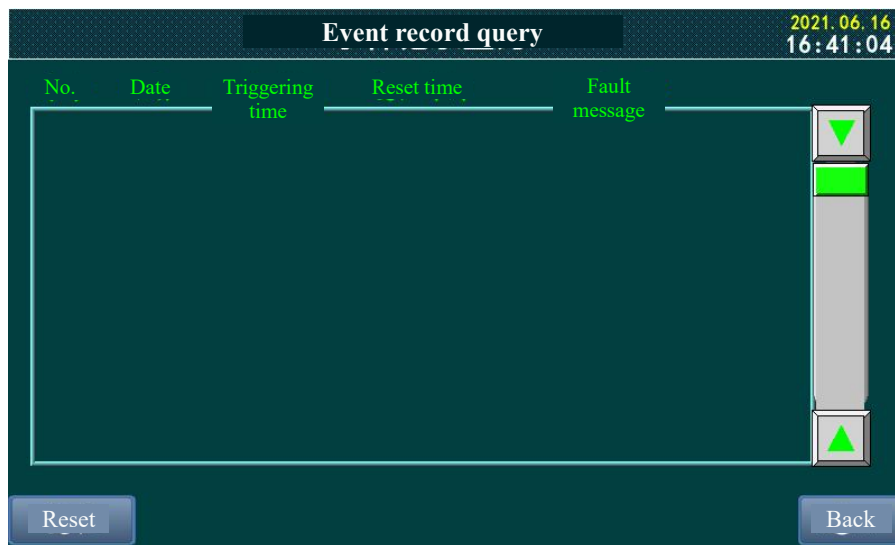 Event record query
2021.06.16
16:41:04
No. Date Triggering time Reset time Fault message
Reset Back